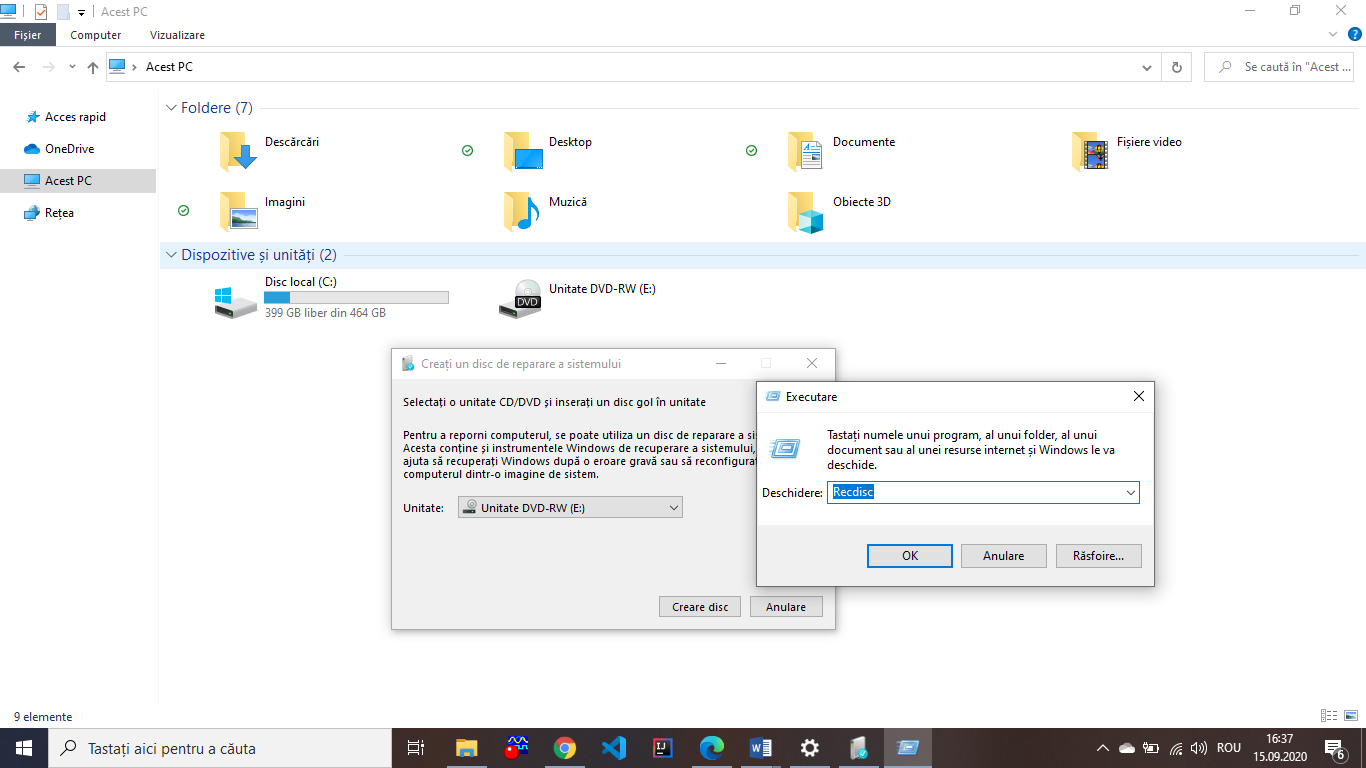 Acest PC
Fișier
Computer
Vizualizare
Acest PC
Se caută în "Acest ...
Acces rapid
OneDrive
Acest PC
Rețea
Foldere (7)
Descărcări
Desktop
Documente
Fișiere video
Imagini
Muzică
Obiecte 3D
Dispozitive și unități (2)
Disc local (C:)
399 GB liber din 464 GB
DVD
Unitate DVD-RW (E:)
Creați un disc de reparare a sistemului
Selectați o unitate CD/DVD și inserați un disc gol în unitate
Pentru a reporni computerul, se poate utiliza un disc de reparare a
Acesta conține și instrumentele Windows de recuperare a sistemului,
ajuta să recuperați Windows după o eroare gravă sau să
computerul dintr-o imagine de sistem.
Unitate:
Unitate DVD-RW (E:)
Creare disc
Anulare
Executare
Tastați numele unui program, al unui folder, al unui
document sau al unei resurse internet și Windows le va
deschide.
Deschidere:
Recdisc
OK
Anulare
Răsfoire...
9 elemente
Tastați aici pentru a căuta
ROU
16:37
15.09.2020
6